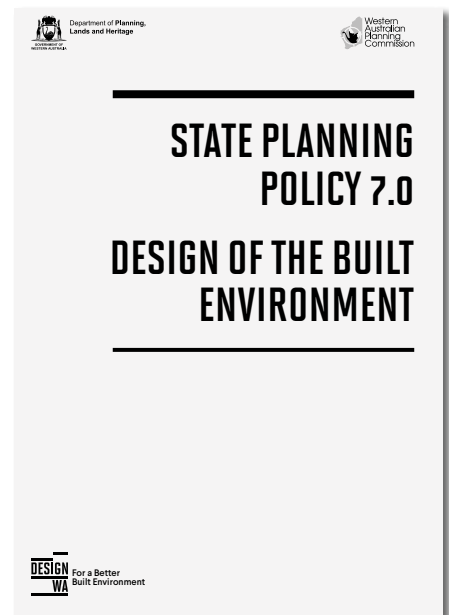 GOVERNMENT OF
WESTERN AUSTRALIA
Department of Planning,
Lands and Heritage
Western
Australian
Planning
Commission
STATE PLANNING
POLICY 7.0
DESIGN OF THE BUILT
ENVIRONMENT
DESIGN
WA
For a Better
Built Environment